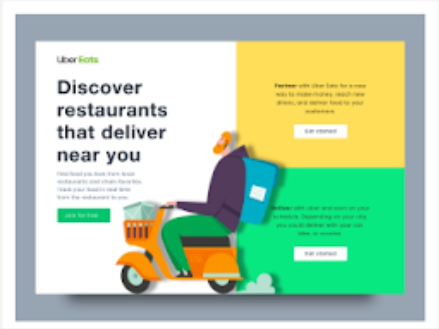 Uber Eats
Discover
restaurants
that deliver
near you
Find food you love from local
restaurants and chain favorites.
Track your food in real time
from the restaurant to you.
Join for free
Partner with Uber Eats for a new
way to make money, reach new
diners, and deliver food to your
customers.
Get started
Deliver with Uber and earn on your
schedule. Depending on your city,
you could deliver with your car,
bike, or scooter.
Get started